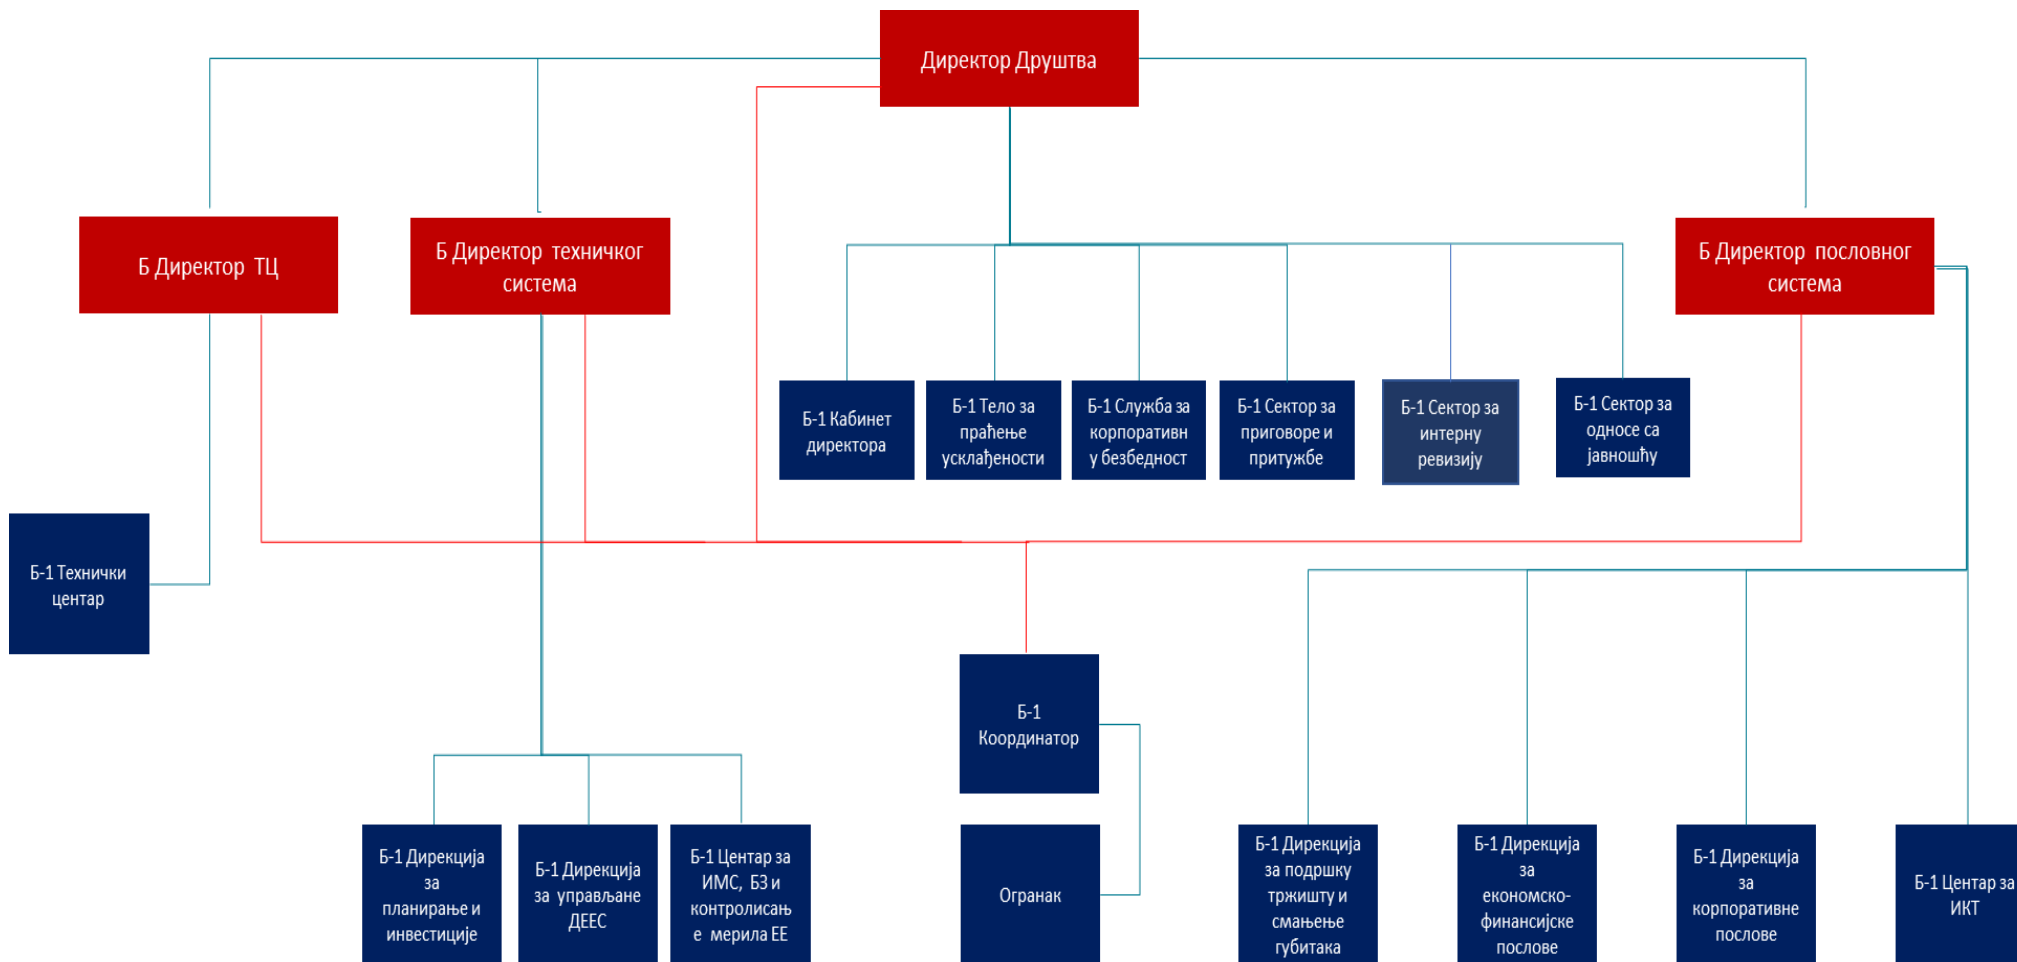 Директор Друштва
Б Директор ТЦ
Б Директор техничког
система
Б Директор пословног
система
Б-1 Кабинет
директора
Б-1 Тело за
праћење
усклађености
Б-1 Служба за
корпоративн
у безбедност
Б-1 Сектор за
приговоре и
притужбе
Б-1 Сектор за
интерну
ревизију
Б-1 Сектор за
односе са
јавношћу
Б-1 Технички
центар
Б-1
Координатор
Б-1 Дирекција
за
планирање и
инвестиције
Б-1 Дирекција
за управљане
ДЕЕС
Б-1 Центар за
ИМС, БЗ и
контролисањ
е мерила ЕЕ
Огранак
Б-1 Дирекција
за подршку
тржишту и
смањење
губитака
Б-1 Дирекција
за
економско-
финансијске
послове
Б-1 Дирекција
за
корпоративне
послове
Б-1 Центар за
ИКТ